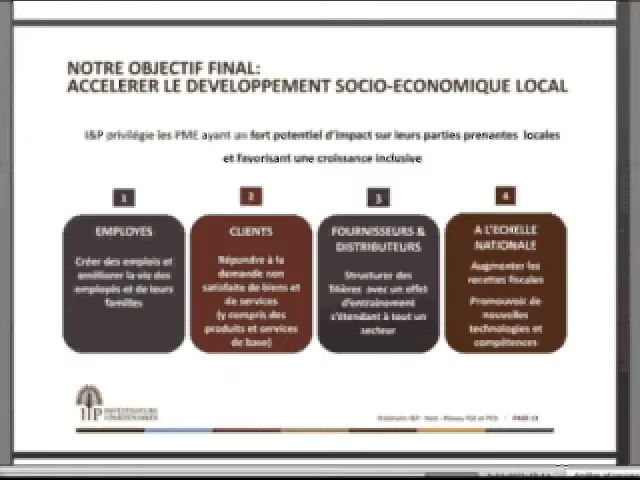 NOTRE OBJECTIF FINAL:
ACCELERER LE DEVELOPPEMENT SOCIO-ECONOMIQUE LOCAL
I&P privilégie les PME ayant un fort potentiel d'impact sur leurs parties prenantes locales
et favorisant une croissance inclusive
1
EMPLOYES
Créer des emplois et
améliorer la vie des
employés et de leurs
familles
2
CLIENTS
Répondre à la
demande non
satisfaite de biens et
de services
(y compris des
produits et services
de base)
3
FOURNISSEURS &
DISTRIBUTEURS
Structurer des
filières avec un effet
d'entraînement
s'étendant à tout un
secteur
4
A L'ECHELLE
NATIONALE
Augmenter les
recettes fiscales
Promouvoir de
nouvelles
technologies et
compétences
INVESTISSEURS
& PARTENAIRES